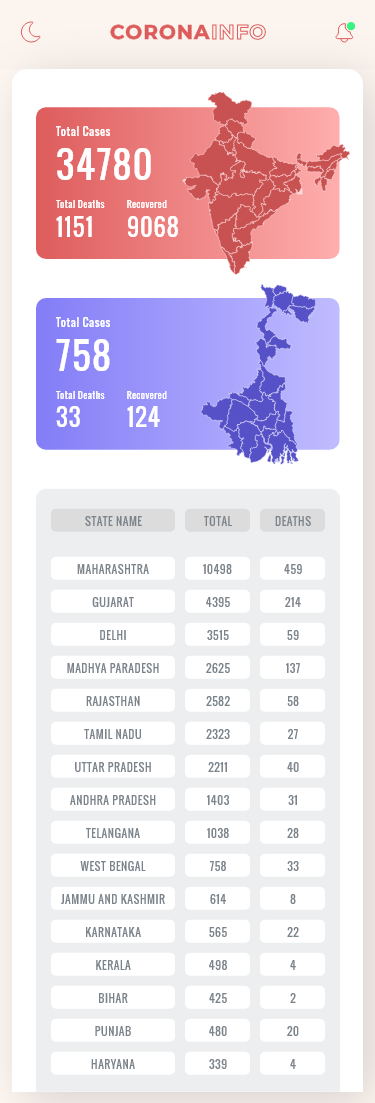 CORONAINFO
Total Cases
34780
Total Deaths Recovered
1151 9068
Total Cases
758
Total Deaths Recovered
33 124
STATE NAME TOTAL DEATHS
MAHARASHTRA 10498 459
GUJARAT 4395 214
DELHI 3515 59
MADHYA PARADESH 2625 137
RAJASTHAN 2582 58
TAMIL NADU 2323 27
UTTAR PRADESH 2211 40
ANDHRA PRADESH 1403 31
TELANGANA 1038 28
WEST BENGAL 758 33
JAMMU AND KASHMIR 614 8
KARNATAKA 565 22
KERALA 498 4
BIHAR 425 2
PUNJAB 480 20
HARYANA 339 4